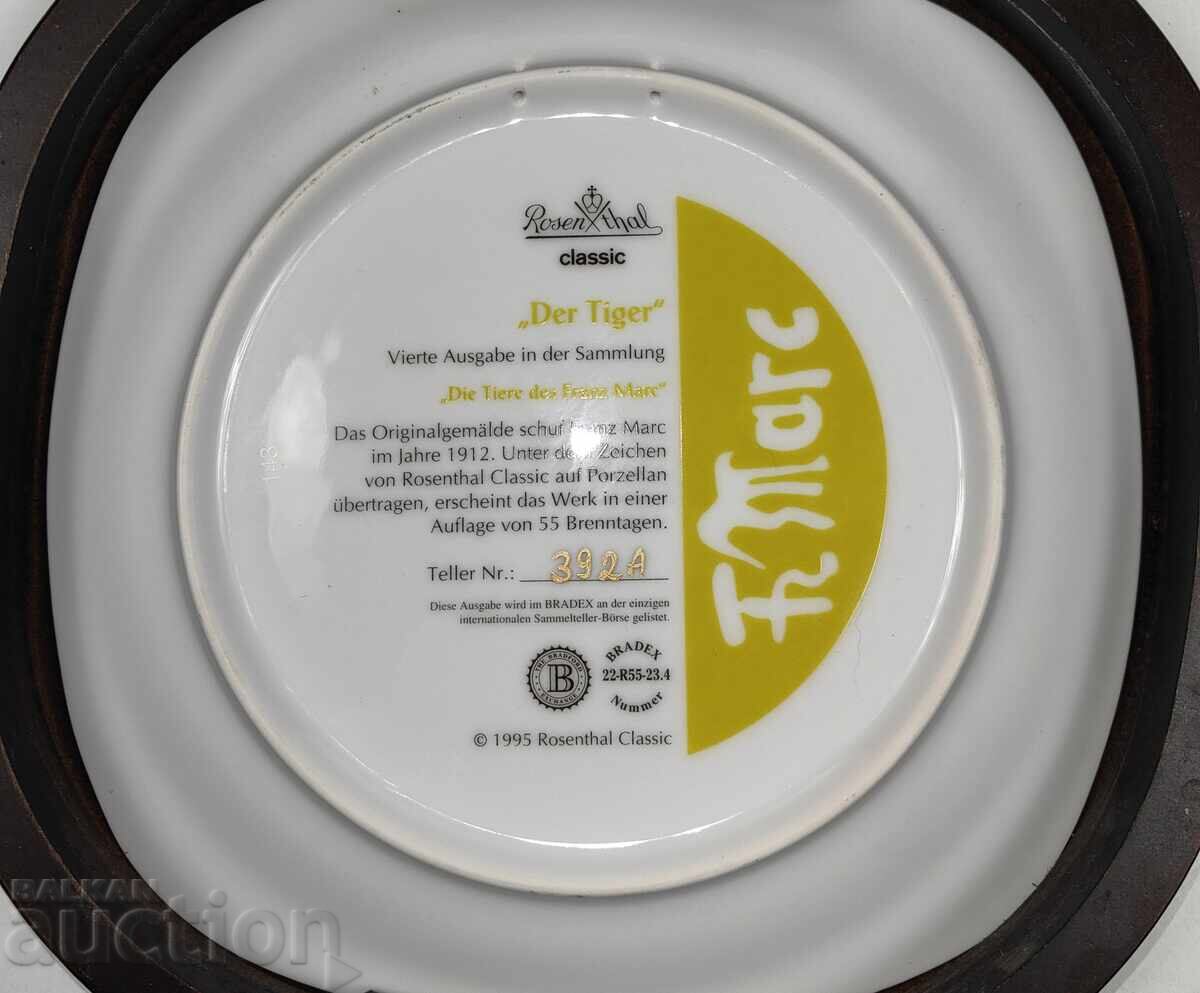 Rosenthal
classic
„Der Tiger“
Vierte Ausgabe in der Sammlung
„Die Tiere des Franz Marc“
Das Originalgemälde schuf Franz Marc
im Jahre 1912. Unter dem Zeichen
von Rosenthal Classic auf Porzellan
übertragen, erscheint das Werk in einer
Auflage von 55 Brenntagen.
Teller Nr.: 392A
Diese Ausgabe wird im BRADEX an der einzigen
internationalen Sammelteller-Börse gelistet.
THE BRADFORD
B
EXCHANGE
BRADEX
22-R55-23.4
Nummer
© 1995 Rosenthal Classic
Fz. Marc
BALKAN
auction